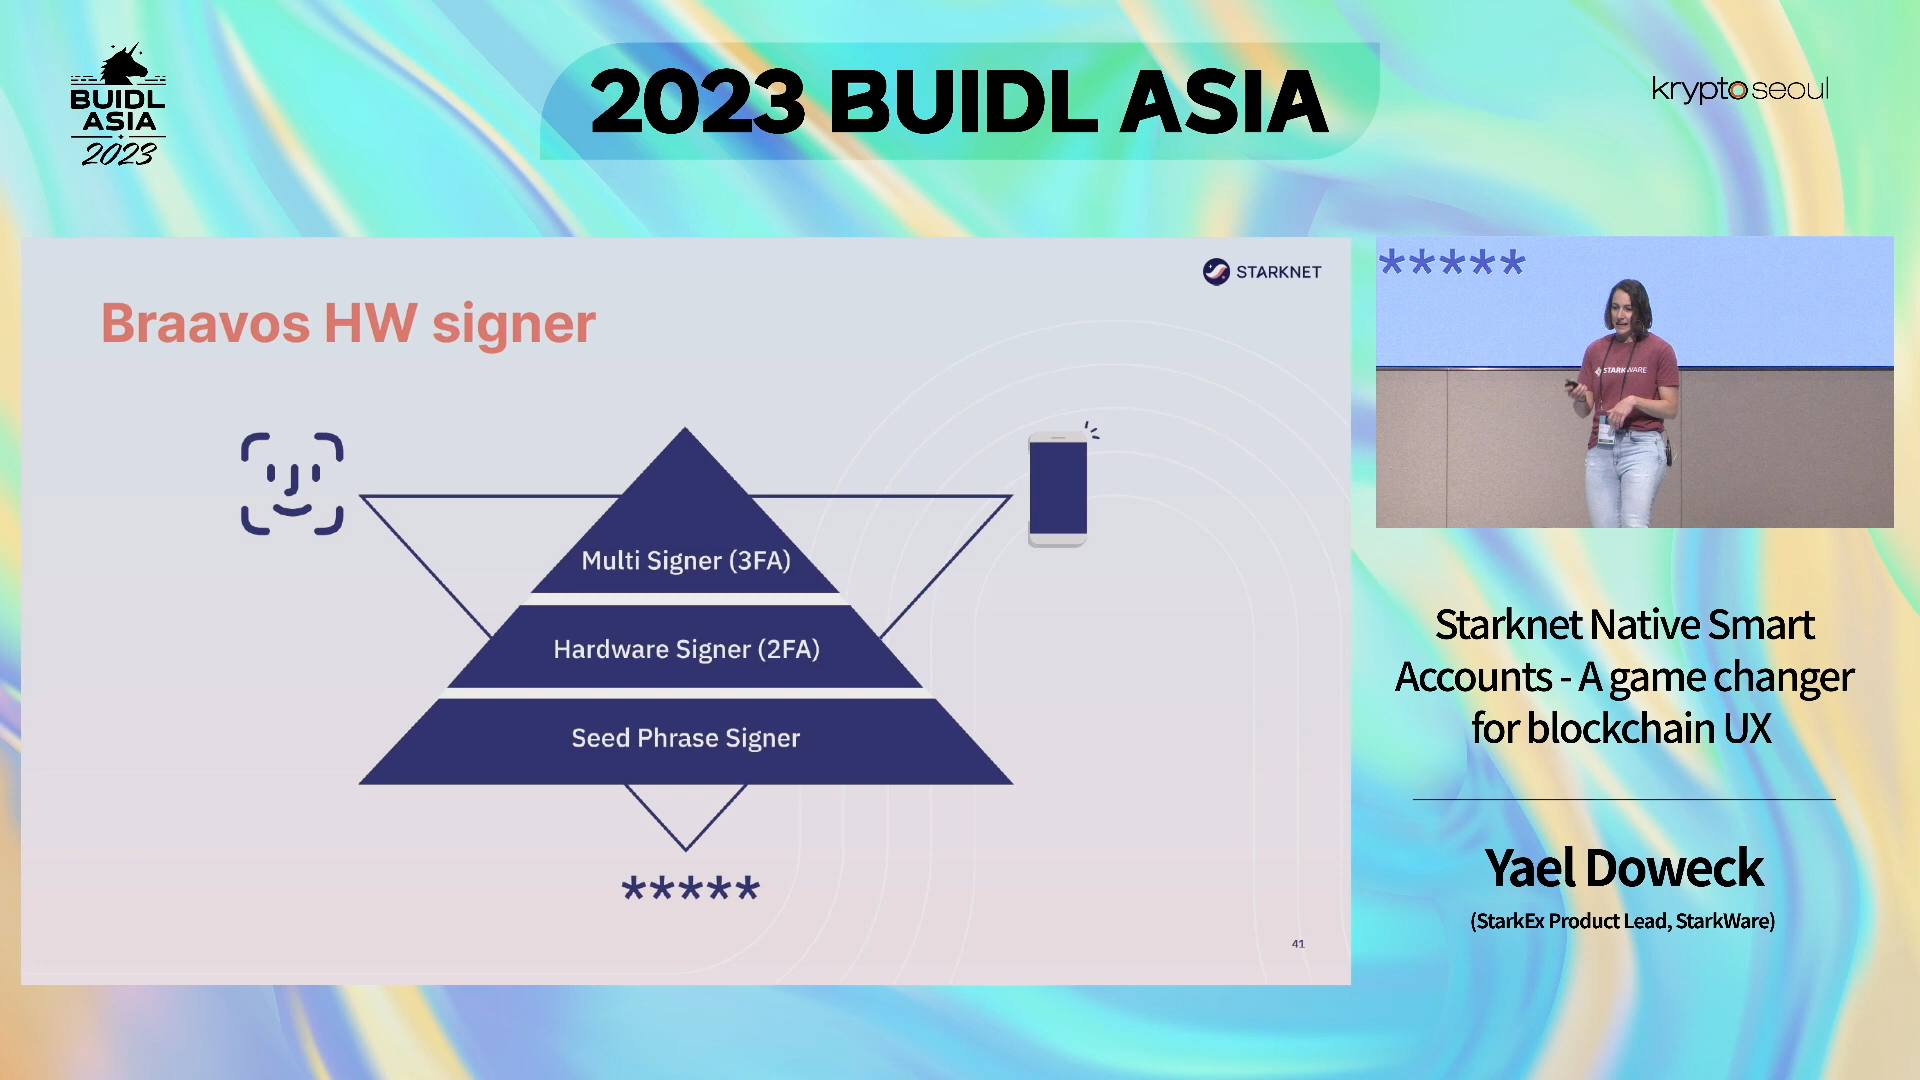 BUIDL
ASIA
2023
2023 BUIDL ASIA
kryptoseoul
STARKNET
Braavos HW signer
Multi Signer (3FA)
Hardware Signer (2FA)
Seed Phrase Signer
*****
41
*****
STARKWARE
Starknet Native Smart
Accounts - A game changer
for blockchain UX
Yael Doweck
(StarkEx Product Lead, StarkWare)